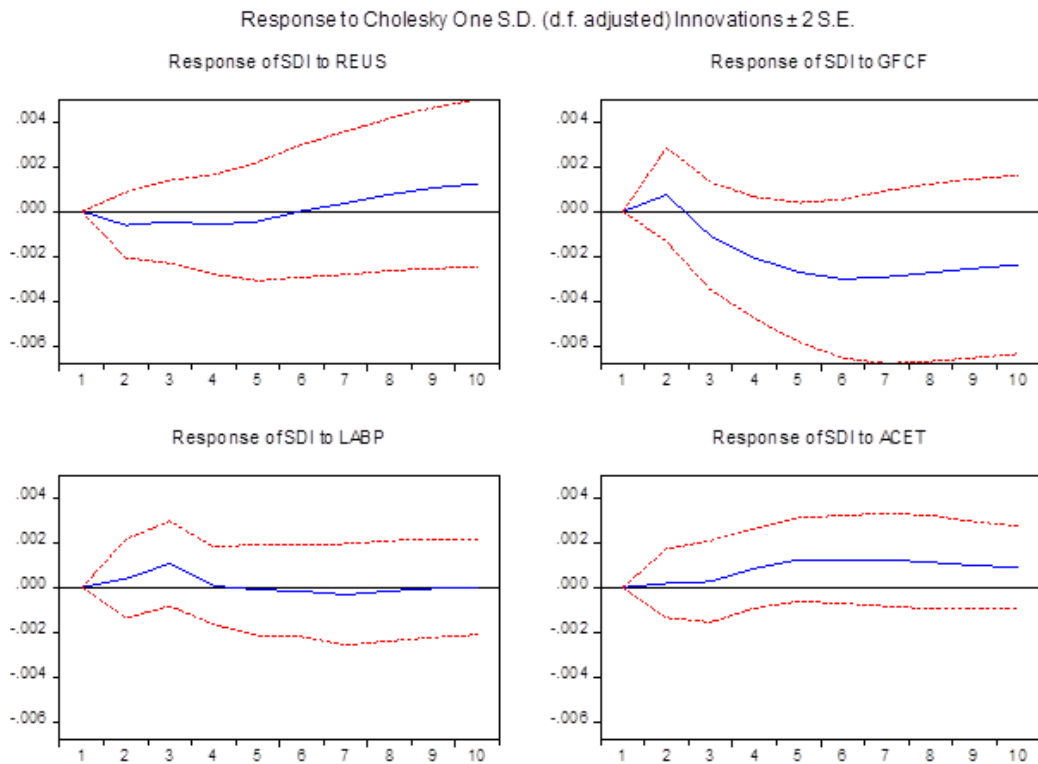 Response to Cholesky One S.D. (d.f. adjusted) Innovations ± 2 S.E.
Response of SDI to REUS
.004
.002
.000
-.002
-.004
-.006
1 2 3 4 5 6 7 8 9 10
Response of SDI to GFCF
.004
.002
.000
-.002
-.004
-.006
1 2 3 4 5 6 7 8 9 10
Response of SDI to LABP
.004
.002
.000
-.002
-.004
-.006
1 2 3 4 5 6 7 8 9 10
Response of SDI to ACET
.004
.002
.000
-.002
-.004
-.006
1 2 3 4 5 6 7 8 9 10